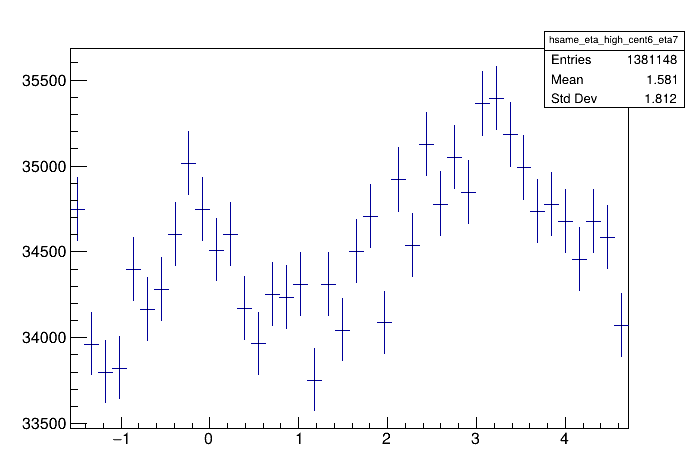 hsame_eta_high_cent6_eta7
Entries 1381148
Mean 1.581
Std Dev 1.812
35500
35000
34500
34000
33500
−1 0 1 2 3 4